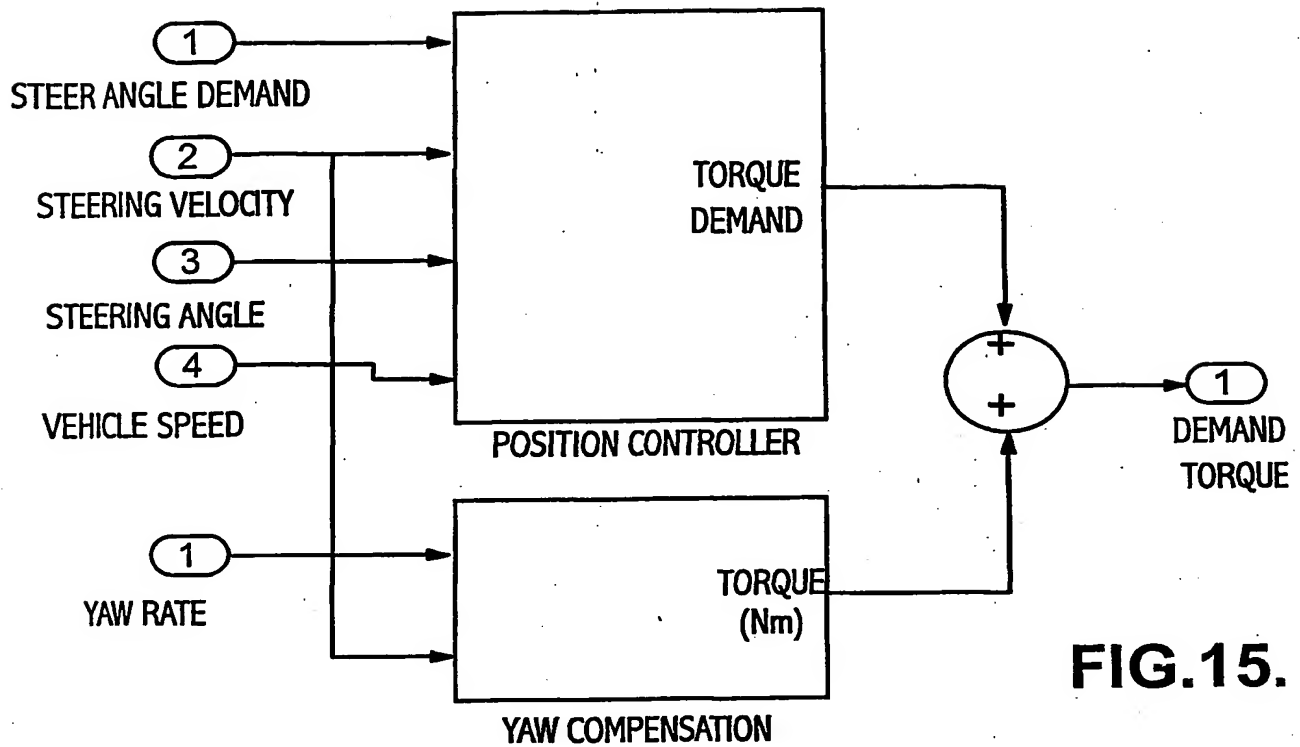 1
STEER ANGLE DEMAND
2
STEERING VELOCITY
3
STEERING ANGLE
4
VEHICLE SPEED
TORQUE
DEMAND
POSITION CONTROLLER
+
+
1
DEMAND
TORQUE
1
YAW RATE
TORQUE
(Nm)
YAW COMPENSATION
FIG.15.